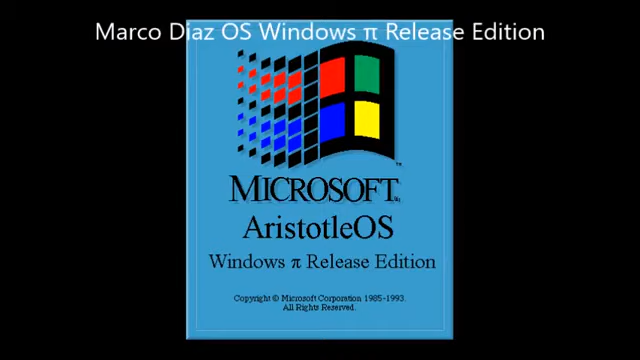 Marco Diaz OS Windows π Release Edition
MICROSOFT
AristotleOS
Windows π Release Edition
Copyright © Microsoft Corporation 1985-1993.
All Rights Reserved.